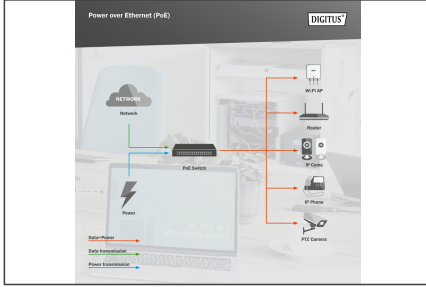 Power over Ethernet (PoE)
DIGITUS®
NETWORK
Network
PoE Switch
Power
Wi-Fi AP
Router
IP Cams
IP Phone
PTZ Camera
Data+Power
Data transmission
Power transmission